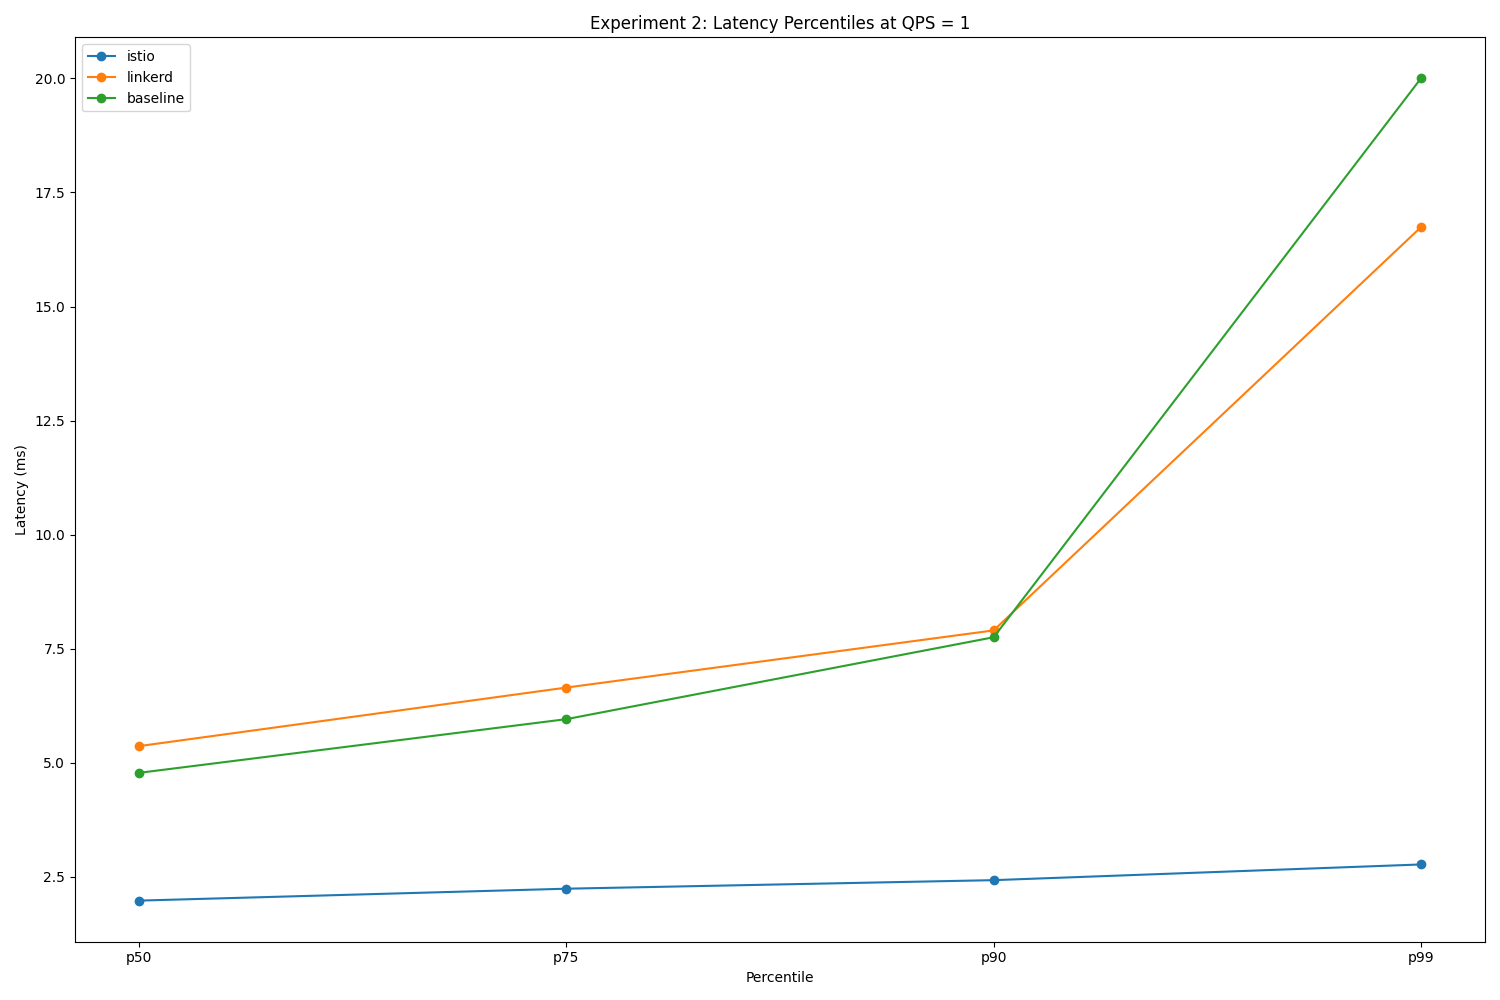 Experiment 2: Latency Percentiles at QPS = 1
istio
linkerd
baseline
20.0
17.5
15.0
12.5
10.0
7.5
5.0
2.5
Latency (ms)
p50
p75
p90
p99
Percentile